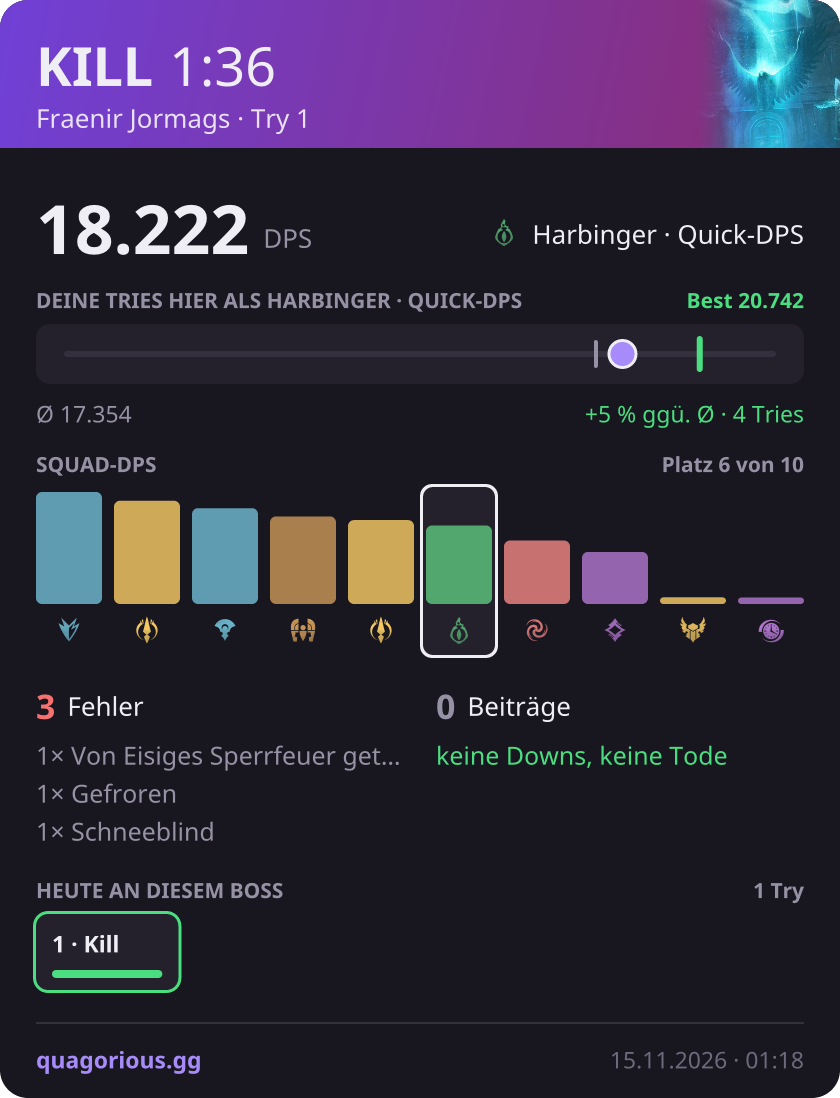 KILL 1:36
Fraenir Jormags · Try 1
18.222 DPS
Harbinger · Quick-DPS
DEINE TRIES HIER ALS HARBINGER · QUICK-DPS
Best 20.742
Ø 17.354
+5 % ggü. Ø · 4 Tries
SQUAD-DPS
Platz 6 von 10
3 Fehler
1× Von Eisiges Sperrfeuer get…
1× Gefroren
1× Schneeblind
0 Beiträge
keine Downs, keine Tode
HEUTE AN DIESEM BOSS
1 Try
1 · Kill
quagorious.gg
15.11.2026 · 01:18